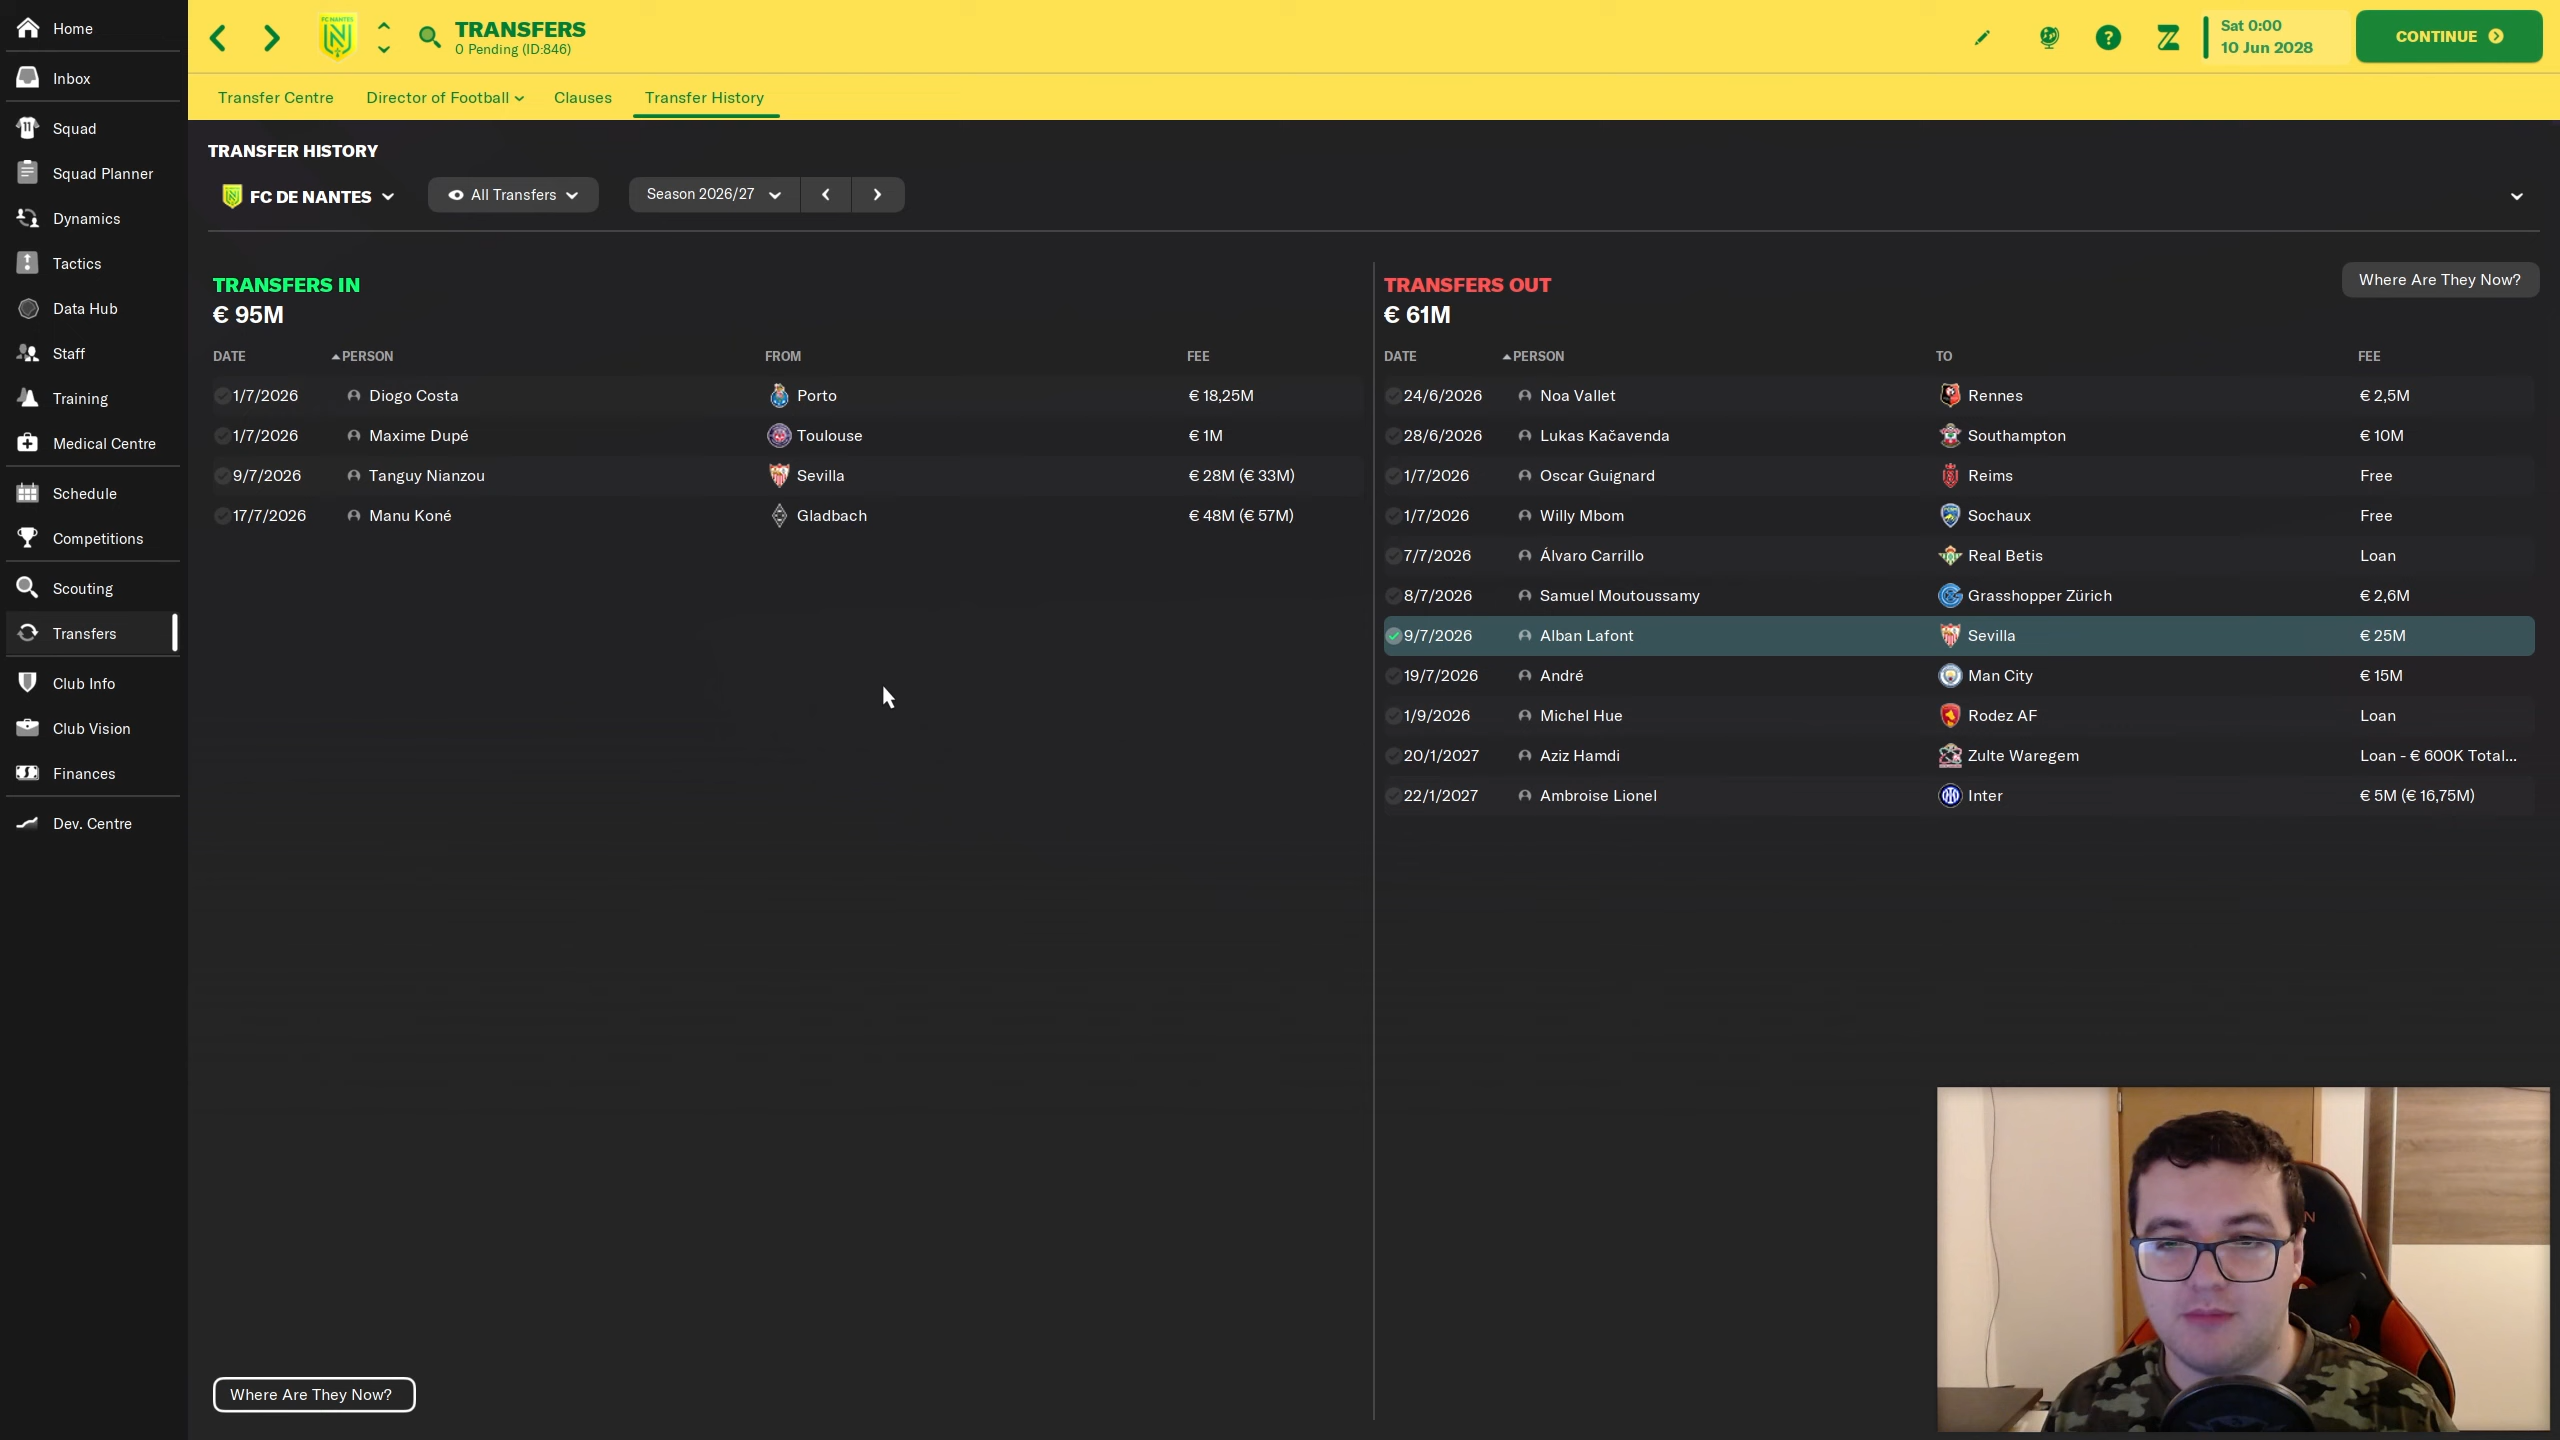 Home
Inbox
Squad
Squad Planner
Dynamics
Tactics
Data Hub
Staff
Training
Medical Centre
Schedule
Competitions
Scouting
Transfers
Club Info
Club Vision
Finances
Dev. Centre
TRANSFERS
0 Pending (ID:846)
Sat 0:00
10 Jun 2028
CONTINUE
Transfer Centre Director of Football Clauses Transfer History
TRANSFER HISTORY
FC DE NANTES All Transfers Season 2026/27
TRANSFERS IN
€ 95M
DATE PERSON FROM FEE
1/7/2026 Diogo Costa Porto € 18,25M
1/7/2026 Maxime Dupé Toulouse € 1M
9/7/2026 Tanguy Nianzou Sevilla € 28M (€ 33M)
17/7/2026 Manu Koné Gladbach € 48M (€ 57M)
Where Are They Now?
TRANSFERS OUT
€ 61M
Where Are They Now?
DATE PERSON TO FEE
24/6/2026 Noa Vallet Rennes € 2,5M
28/6/2026 Lukas Kačavenda Southampton € 10M
1/7/2026 Oscar Guignard Reims Free
1/7/2026 Willy Mbom Sochaux Free
7/7/2026 Álvaro Carrillo Real Betis Loan
8/7/2026 Samuel Moutoussamy Grasshopper Zürich € 2,6M
9/7/2026 Alban Lafont Sevilla € 25M
19/7/2026 André Man City € 15M
1/9/2026 Michel Hue Rodez AF Loan
20/1/2027 Aziz Hamdi Zulte Waregem Loan - € 600K Total...
22/1/2027 Ambroise Lionel Inter € 5M (€ 16,75M)